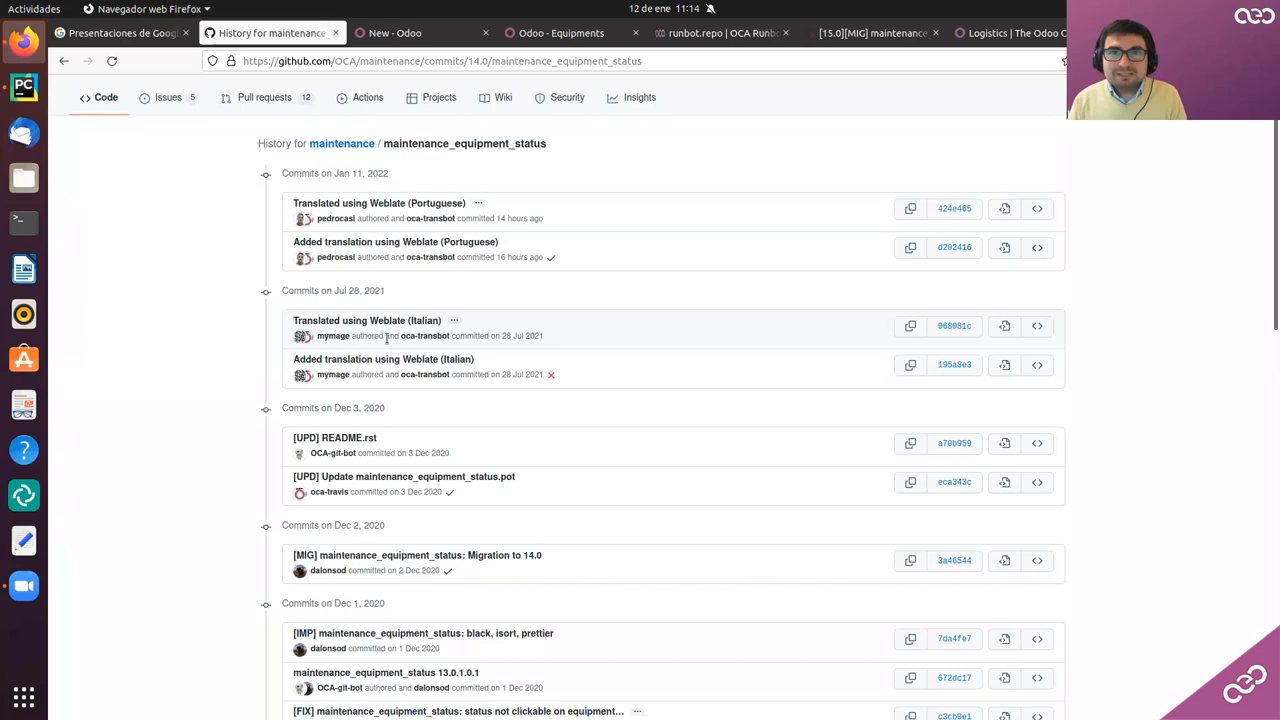 Actividades
Navegador web Firefox
12 de ene 11:14
Presentaciones de Googl
History for maintenance_
New - Odoo
Odoo - Equipments
runbot.repo | OCA Runbo
[15.0][MIG] maintenance_
Logistics | The Odoo C
https://github.com/OCA/maintenance/commits/14.0/maintenance_equipment_status
Code
Issues 5
Pull requests 12
Actions
Projects
Wiki
Security
Insights
History for maintenance / maintenance_equipment_status
Commits on Jan 11, 2022
Translated using Weblate (Portuguese) ...
424e465
pedrocasi authored and oca-transbot committed 14 hours ago
Added translation using Weblate (Portuguese)
d202416
pedrocasi authored and oca-transbot committed 16 hours ago
Commits on Jul 28, 2021
Translated using Weblate (Italian) ...
068081c
mymage authored and oca-transbot committed on 28 Jul 2021
Added translation using Weblate (Italian)
195a8e3
mymage authored and oca-transbot committed on 28 Jul 2021
Commits on Dec 3, 2020
[UPD] README.rst
a70b959
OCA-git-bot committed on 3 Dec 2020
[UPD] Update maintenance_equipment_status.pot
eca343c
oca-travis committed on 3 Dec 2020
Commits on Dec 2, 2020
[MIG] maintenance_equipment_status: Migration to 14.0
3a46544
dalonsod committed on 2 Dec 2020
Commits on Dec 1, 2020
[IMP] maintenance_equipment_status: black, isort, prettier
7da4fe7
dalonsod committed on 1 Dec 2020
maintenance_equipment_status 13.0.1.0.1
672dc17
OCA-git-bot authored and dalonsod committed on 1 Dec 2020
[FIX] maintenance_equipment_status: status not clickable on equipment… ...
c3cb0e1